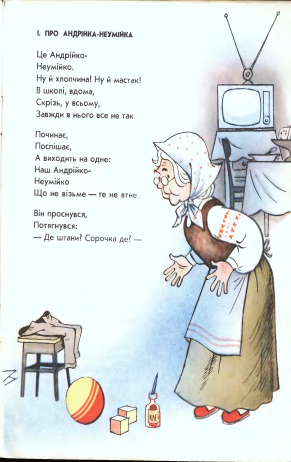 І. ПРО АНДРІЙКА-НЕУМІЙКА
Це Андрійко-
Неумійко.
Ну й хлопчина! Ну й мастак!
В школі, вдома,
Скрізь, у всьому,
Завжди в нього все не так.
Починає,
Поспішає,
А виходить на одне:
Наш Андрійко-
Неумійко
Що не візьме — те не втне.
Він проснувся,
Потягнувся:
— Де штани? Сорочка де? —
КЛЕЙ